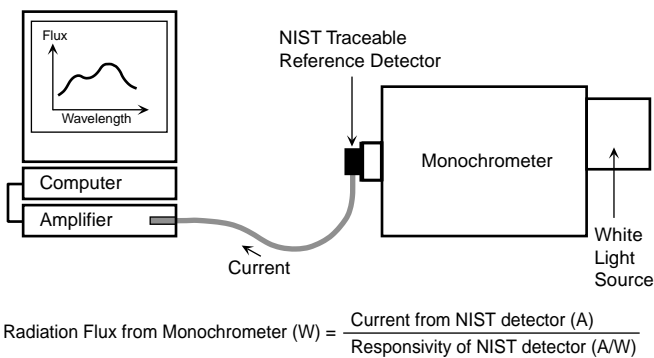 Flux
Wavelength
Computer
Amplifier
Current
NIST Traceable
Reference Detector
Monochrometer
White
Light
Source
Radiation Flux from Monochrometer (W) = Current from NIST detector (A)
Responsivity of NIST detector (A/W)